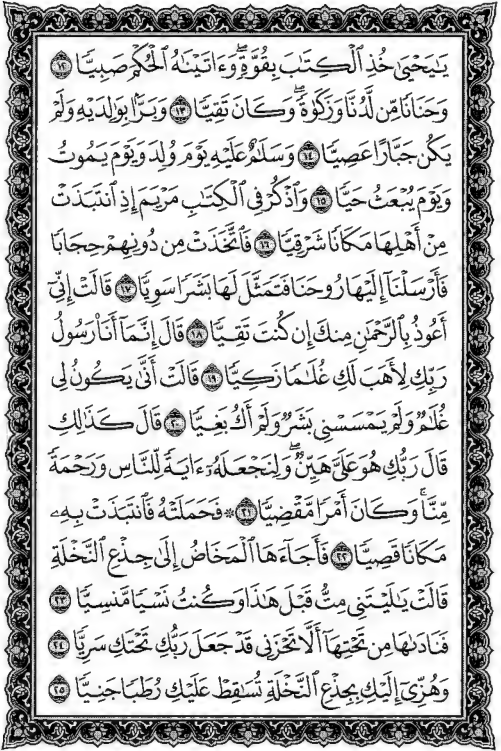 يَـٰيَحْيَىٰ خُذِ ٱلْكِتَـٰبَ بِقُوَّةٍۢ ۖ وَءَاتَيْنَـٰهُ ٱلْحُكْمَ صَبِيًّۭا ١٢
وَحَنَانًۭا مِّن لَّدُنَّا وَزَكَوٰةًۭ ۖ وَكَانَ تَقِيًّۭا ١٣ وَبَرًّۢا بِوَٰلِدَيْهِ وَلَمْ
يَكُن جَبَّارًا عَصِيًّۭا ١٤ وَسَلَـٰمٌ عَلَيْهِ يَوْمَ وُلِدَ وَيَوْمَ يَمُوتُ
وَيَوْمَ يُبْعَثُ حَيًّۭا ١٥ وَٱذْكُرْ فِى ٱلْكِتَـٰبِ مَرْيَمَ إِذِ ٱنتَبَذَتْ
مِنْ أَهْلِهَا مَكَانًۭا شَرْقِيًّۭا ١٦ فَٱتَّخَذَتْ مِن دُونِهِمْ حِجَابًۭا
فَأَرْسَلْنَآ إِلَيْهَا رُوحَنَا فَتَمَثَّلَ لَهَا بَشَرًۭا سَوِيًّۭا ١٧ قَالَتْ إِنِّىٓ
أَعُوذُ بِٱلرَّحْمَـٰنِ مِنكَ إِن كُنتَ تَقِيًّۭا ١٨ قَالَ إِنَّمَآ أَنَا۠ رَسُولُ
رَبِّكِ لِأَهَبَ لَكِ غُلَـٰمًۭا زَكِيًّۭا ١٩ قَالَتْ أَنَّىٰ يَكُونُ لِى
غُلَـٰمٌۭ وَلَمْ يَمْسَسْنِى بَشَرٌۭ وَلَمْ أَكُ بَغِيًّۭا ٢٠ قَالَ كَذَٰلِكِ
قَالَ رَبُّكِ هُوَ عَلَىَّ هَيِّنٌۭ ۖ وَلِنَجْعَلَهُۥٓ ءَايَةًۭ لِّلنَّاسِ وَرَحْمَةًۭ
مِّنَّا ۚ وَكَانَ أَمْرًۭا مَّقْضِيًّۭا ٢١ * فَحَمَلَتْهُ فَٱنتَبَذَتْ بِهِۦ
مَكَانًۭا قَصِيًّۭا ٢٢ فَأَجَآءَهَا ٱلْمَخَاضُ إِلَىٰ جِذْعِ ٱلنَّخْلَةِ
قَالَتْ يَـٰلَيْتَنِى مِتُّ قَبْلَ هَـٰذَا وَكُنتُ نَسْيًۭا مَّنسِيًّۭا ٢٣
فَنَادَىٰهَا مِن تَحْتِهَآ أَلَّا تَحْزَنِى قَدْ جَعَلَ رَبُّكِ تَحْتَكِ سَرِيًّۭا ٢٤
وَهُزِّىٓ إِلَيْكِ بِجِذْعِ ٱلنَّخْلَةِ تُسَـٰقِطْ عَلَيْكِ رُطَبًۭا جَنِيًّۭا ٢٥